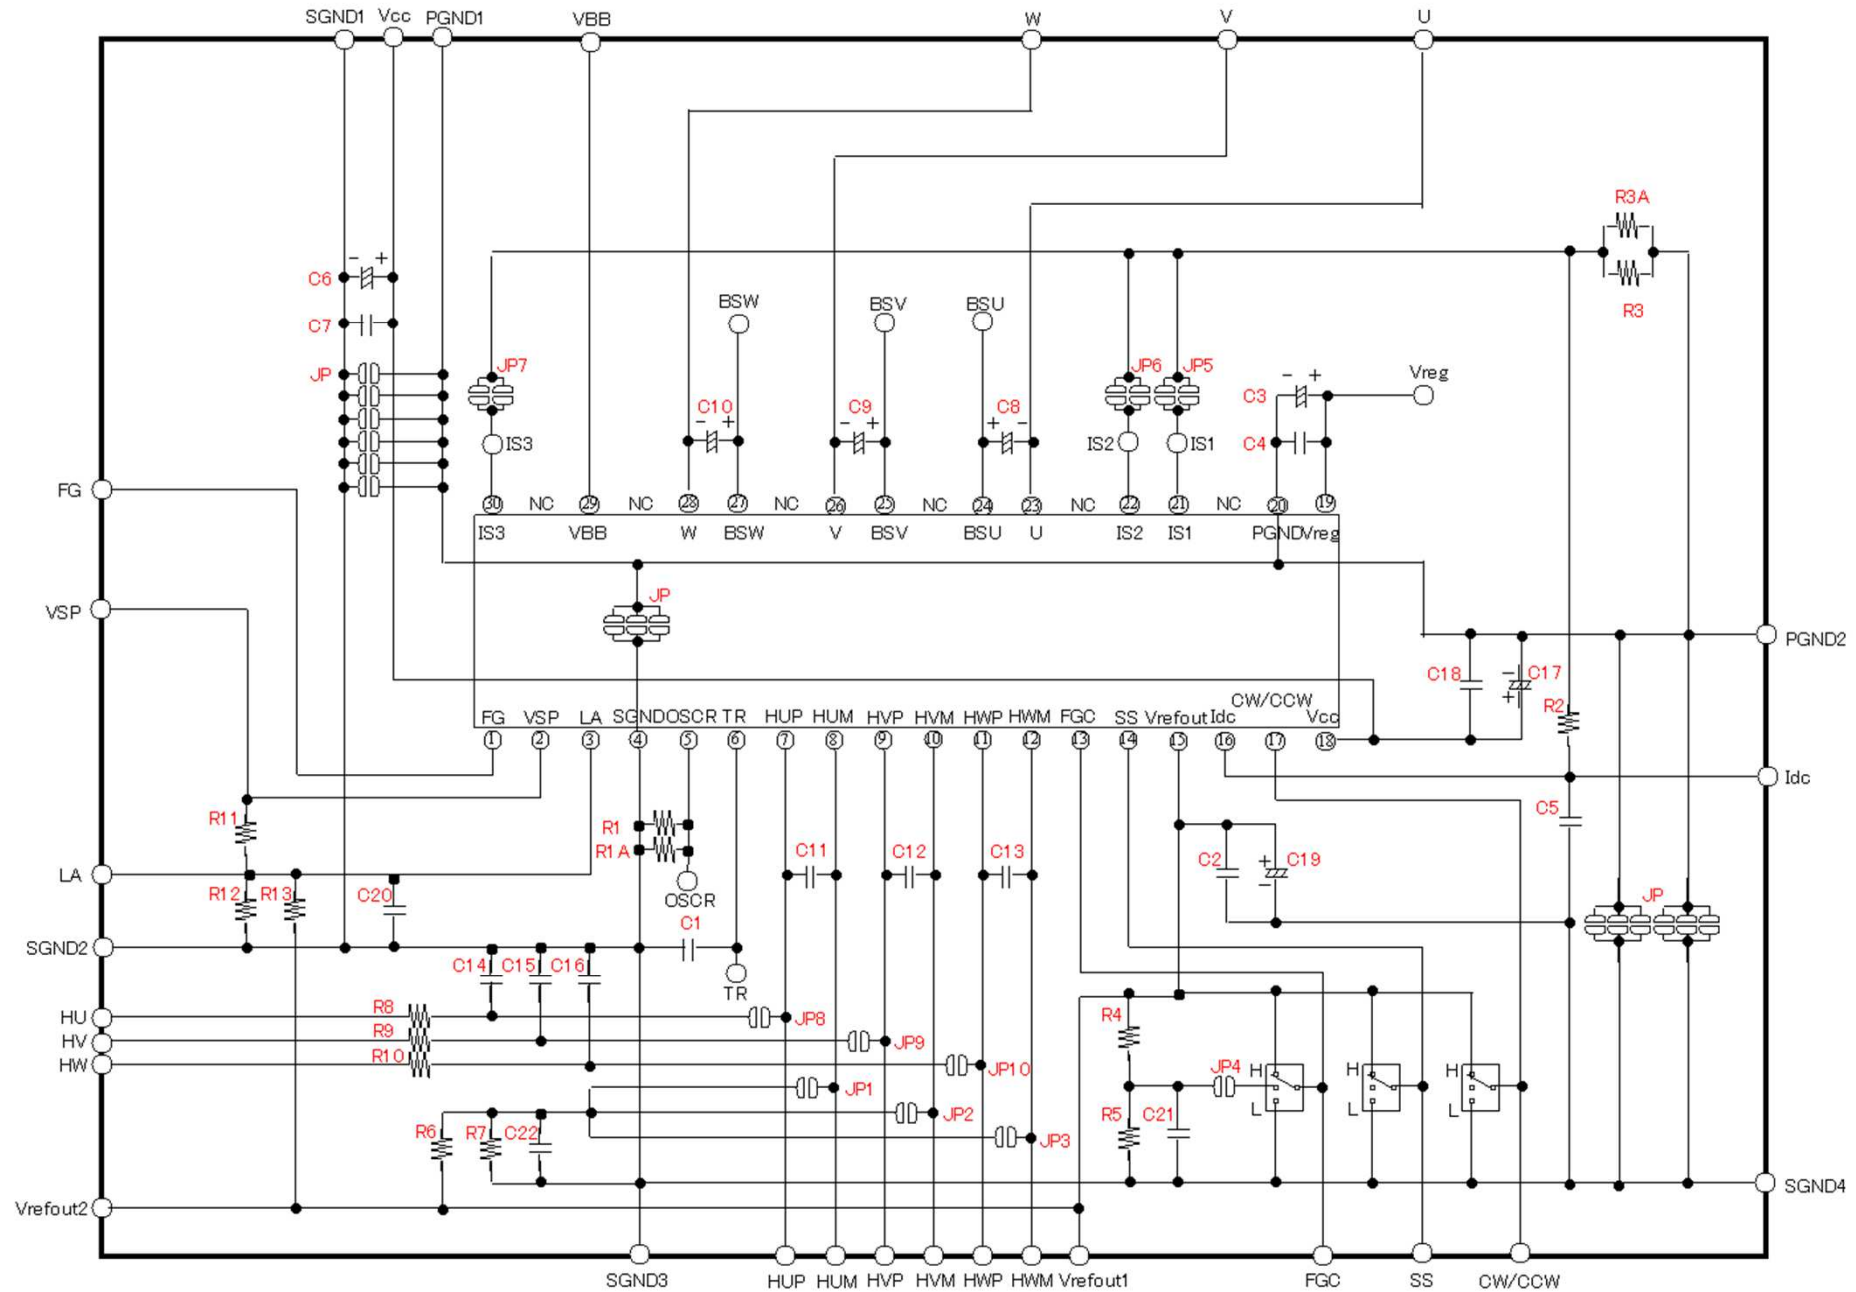 SGND1 Vcc PGND1 VBB W V U
R3A
R3
C6 - +
C7
JP
BSW BSV BSU
JP7 JP6 JP5
Vreg
C3 - +
C10 - +
C9 - +
C8 + -
C4
IS3 IS2 IS1
FG
30 NC 29 NC 28 27 NC 26 25 NC 24 23 NC 22 21 NC 20 19
IS3 VBB W BSW V BSV BSU U IS2 IS1 PGND Vreg
JP
VSP
PGND2
C18 - + C17
R2
CW/CCW
FG VSP LA SGND OSCR TR HUP HUM HVP HVM HWP HWM FGC SS Vrefout Idc Vcc
1 2 3 4 5 6 7 8 9 10 11 12 13 14 15 16 17 18
Idc
R11
R1
R1A
C5
C11 C12 C13
C2 + - C19
LA
R12 R13 C20
OSCR
JP
C1
SGND2
C14 C15 C16
TR
HU R8 JP8
HV R9 JP9
HW R10 JP10
R4
JP4 H L H L H L
JP1
JP2
JP3
R6 R7 C22
R5 C21
SGND4
Vrefout2
SGND3 HUP HUM HVP HVM HWP HWM Vrefout1 FGC SS CW/CCW